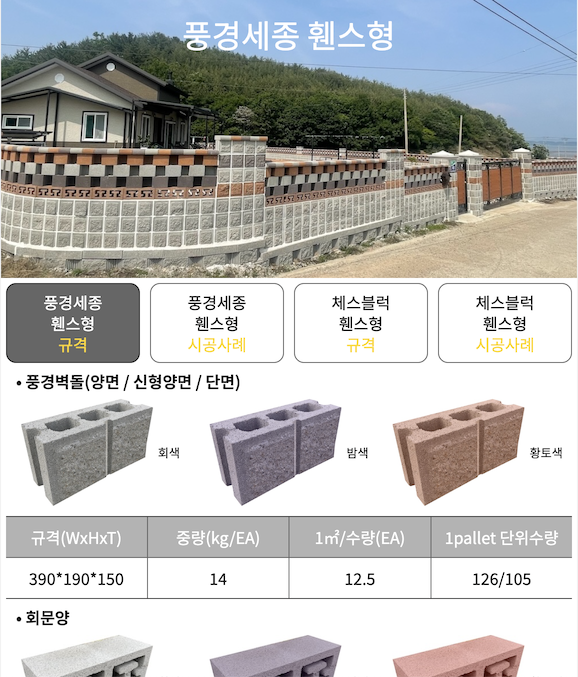 풍경세종 휀스형
풍경세종
휀스형
규격
풍경세종
휀스형
시공사례
체스블럭
휀스형
규격
체스블럭
휀스형
시공사례
• 풍경벽돌(양면 / 신형양면 / 단면)
회색
밤색
황토색
규격(WxHxT) 중량(kg/EA) 1㎡/수량(EA) 1pallet 단위수량
390*190*150 14 12.5 126/105
• 회문양